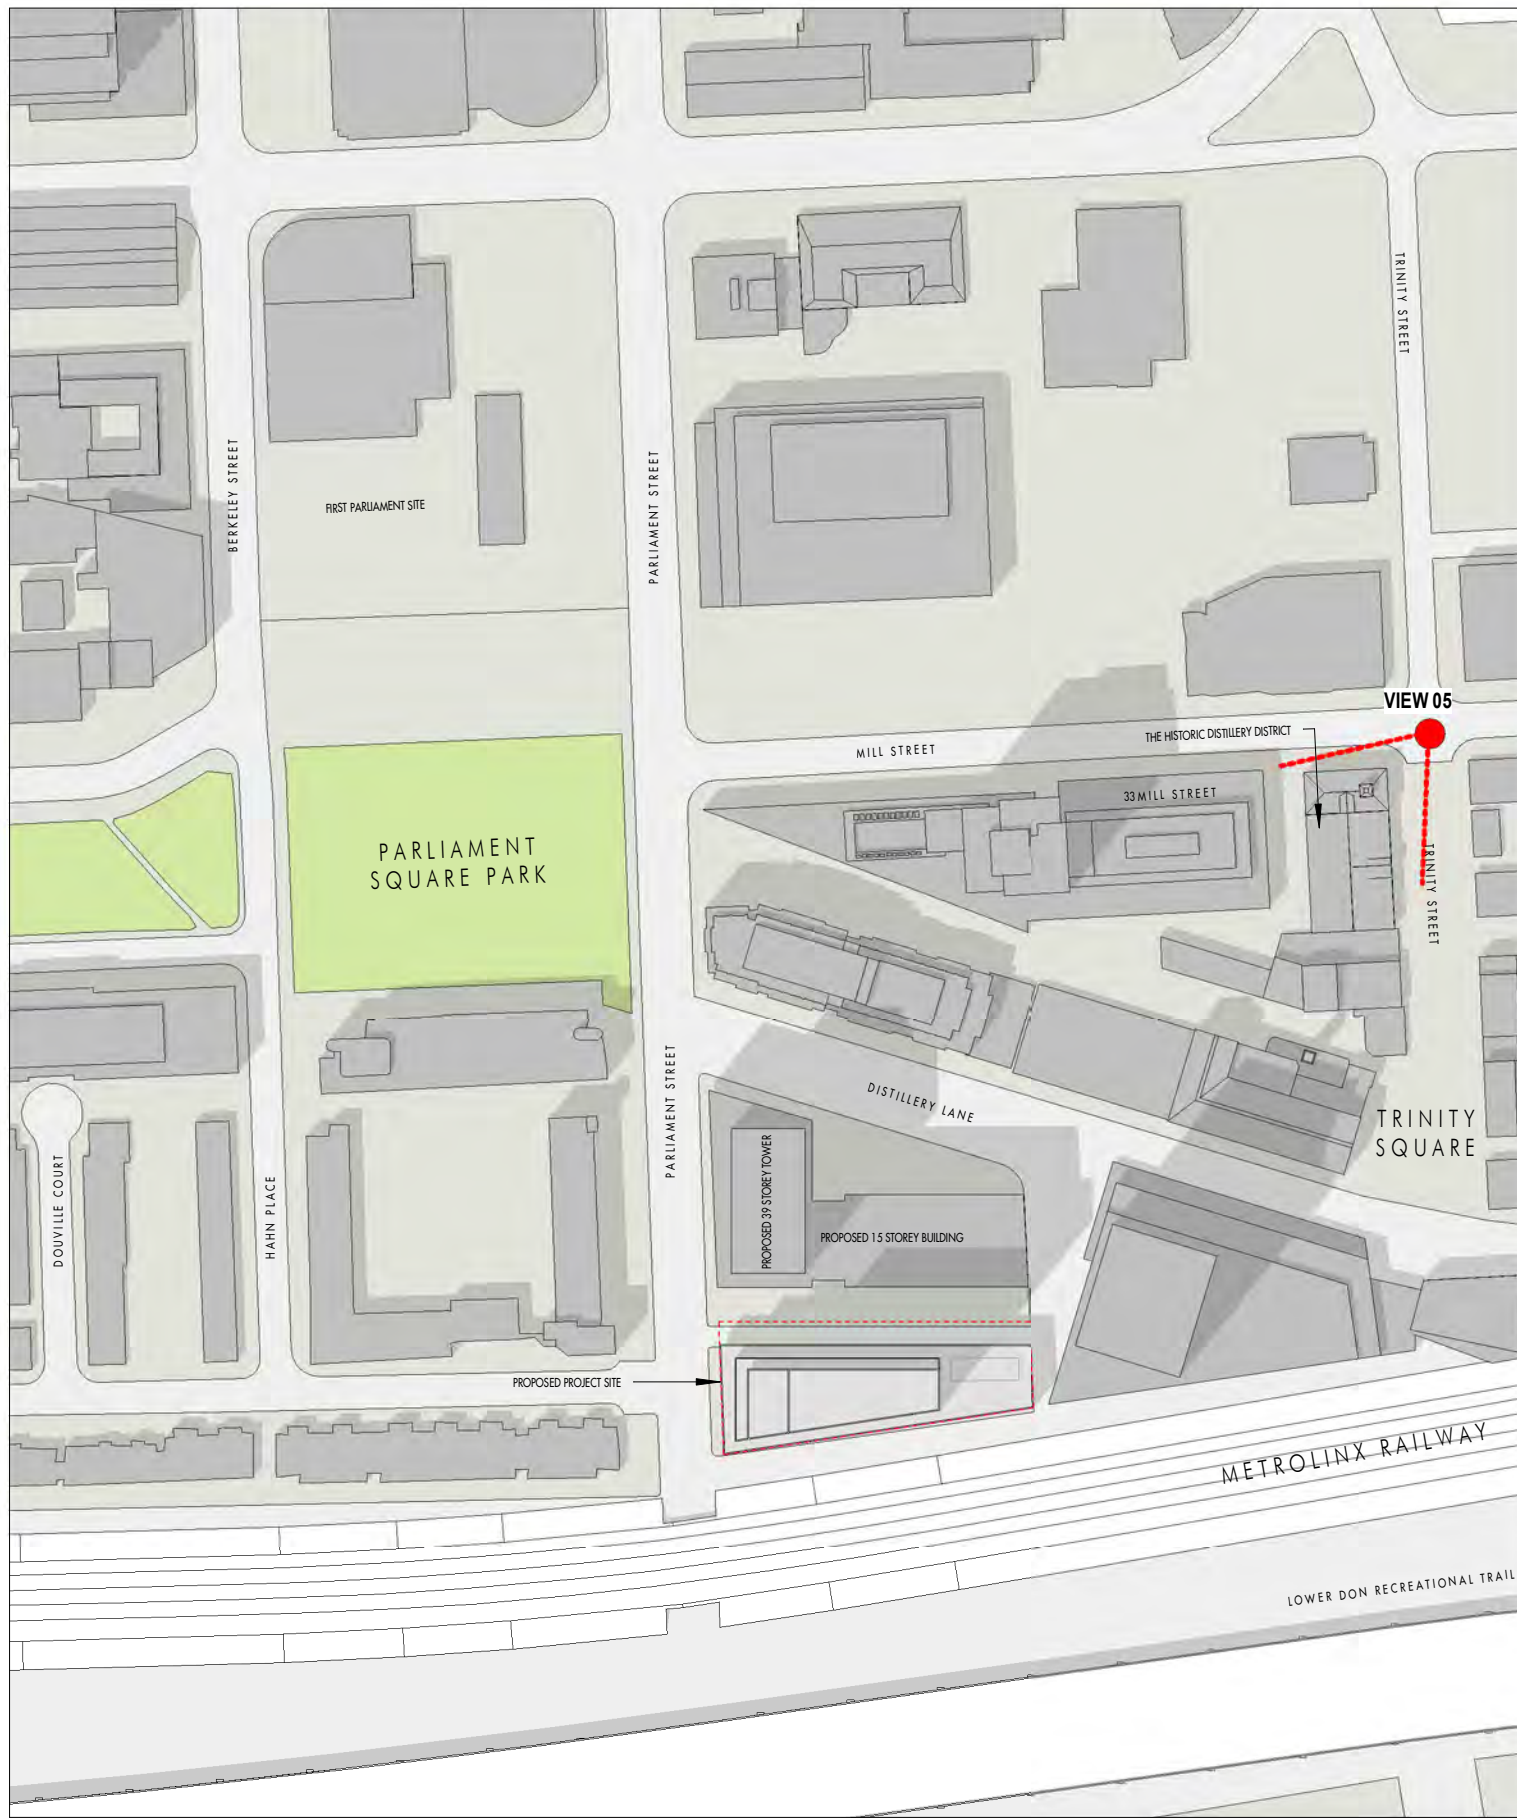 TRINITY STREET
BERKELEY STREET
PARLIAMENT STREET
FIRST PARLIAMENT SITE
VIEW 05
THE HISTORIC DISTILLERY DISTRICT
MILL STREET
33 MILL STREET
PARLIAMENT
SQUARE PARK
TRINITY STREET
PARLIAMENT STREET
DISTILLERY LANE
TRINITY
SQUARE
DOUVILLE COURT
HAHN PLACE
PROPOSED 39 STOREY TOWER
PROPOSED 15 STOREY BUILDING
PROPOSED PROJECT SITE
METROLINX RAILWAY
LOWER DON RECREATIONAL TRAIL